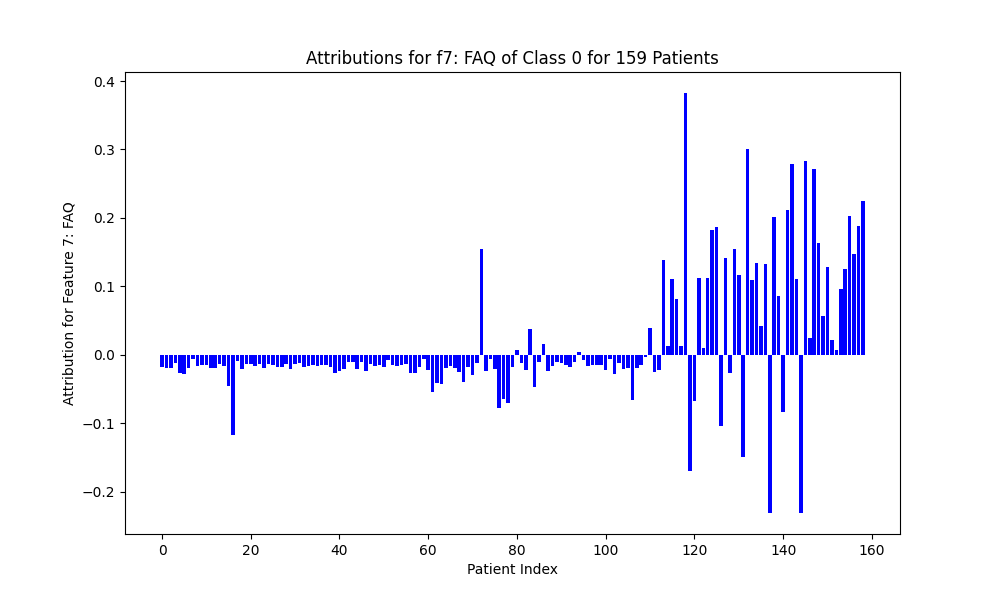 Attributions for f7: FAQ of Class 0 for 159 Patients
Attribution for Feature 7: FAQ
0.4
0.3
0.2
0.1
0.0
−0.1
−0.2
0 20 40 60 80 100 120 140 160
Patient Index